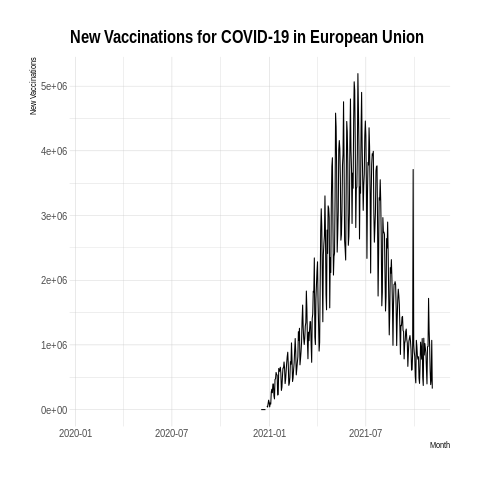 New Vaccinations for COVID-19 in European Union
New Vaccinations
5e+06
4e+06
3e+06
2e+06
1e+06
0e+00
2020-01 2020-07 2021-01 2021-07
Month